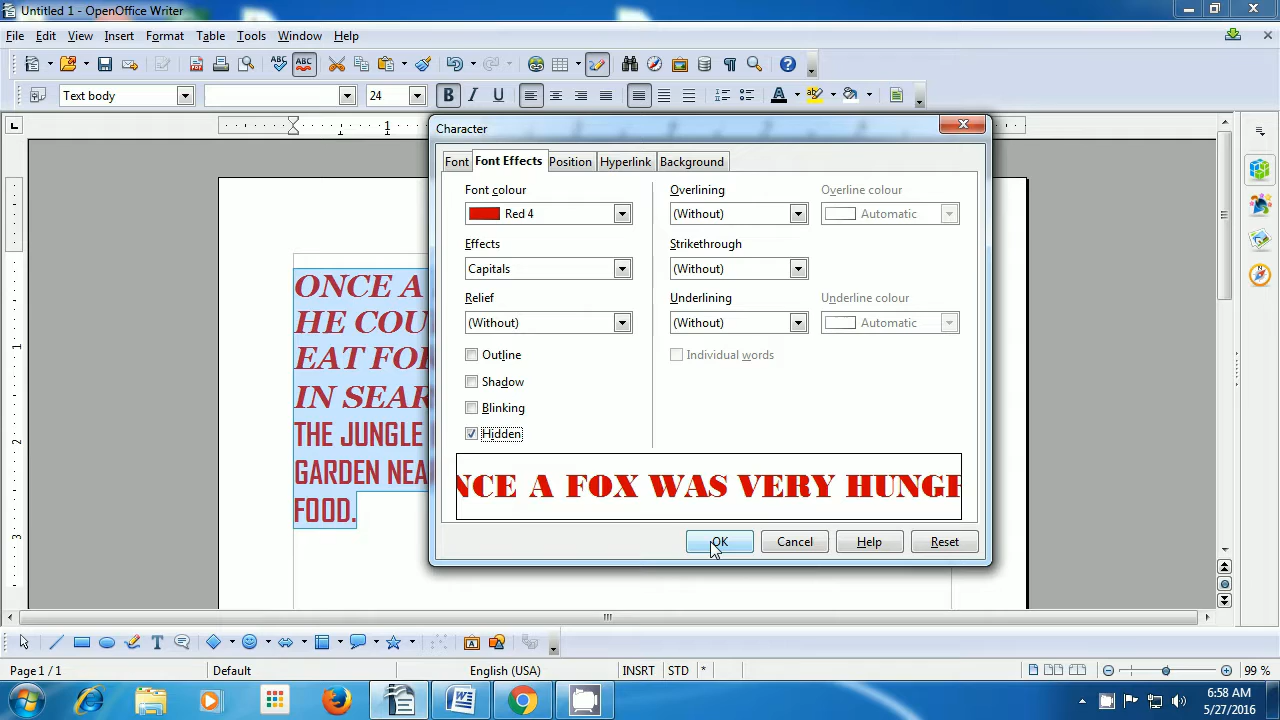 Untitled 1 - OpenOffice Writer
File Edit View Insert Format Table Tools Window Help
Text body 24
Character
Font Font Effects Position Hyperlink Background
Font colour Overlining Overline colour
Red 4 (Without) Automatic
Effects Strikethrough
Capitals (Without)
Relief Underlining Underline colour
(Without) (Without) Automatic
Outline Individual words
Shadow
Blinking
Hidden
NCE A FOX WAS VERY HUNGE
OK Cancel Help Reset
ONCE A
HE COU
EAT FO
IN SEAR
THE JUNGLE
GARDEN NEA
FOOD.
Page 1 / 1 Default English (USA) INSRT STD * 99 %
6:58 AM
5/27/2016